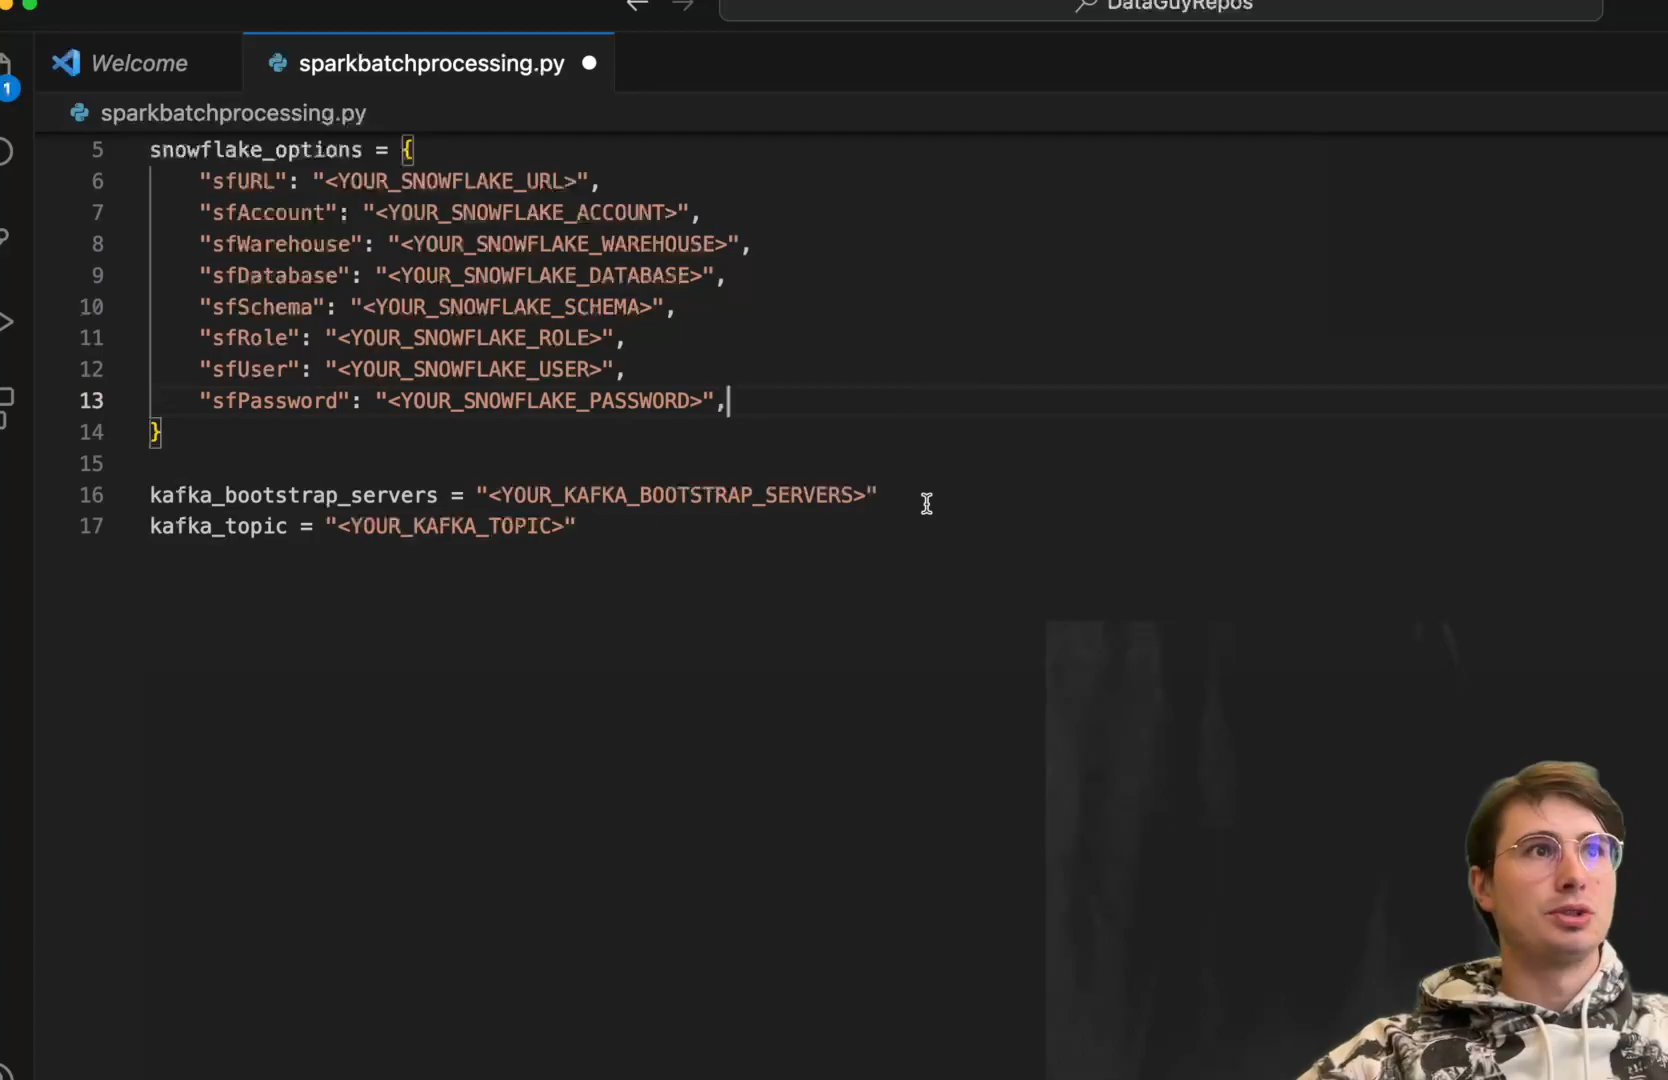 DataGuyRepos
Welcome
sparkbatchprocessing.py
1
sparkbatchprocessing.py
5 snowflake_options = {
6 "sfURL": "<YOUR_SNOWFLAKE_URL>",
7 "sfAccount": "<YOUR_SNOWFLAKE_ACCOUNT>",
8 "sfWarehouse": "<YOUR_SNOWFLAKE_WAREHOUSE>",
9 "sfDatabase": "<YOUR_SNOWFLAKE_DATABASE>",
10 "sfSchema": "<YOUR_SNOWFLAKE_SCHEMA>",
11 "sfRole": "<YOUR_SNOWFLAKE_ROLE>",
12 "sfUser": "<YOUR_SNOWFLAKE_USER>",
13 "sfPassword": "<YOUR_SNOWFLAKE_PASSWORD>",
14 }
15
16 kafka_bootstrap_servers = "<YOUR_KAFKA_BOOTSTRAP_SERVERS>"
17 kafka_topic = "<YOUR_KAFKA_TOPIC>"